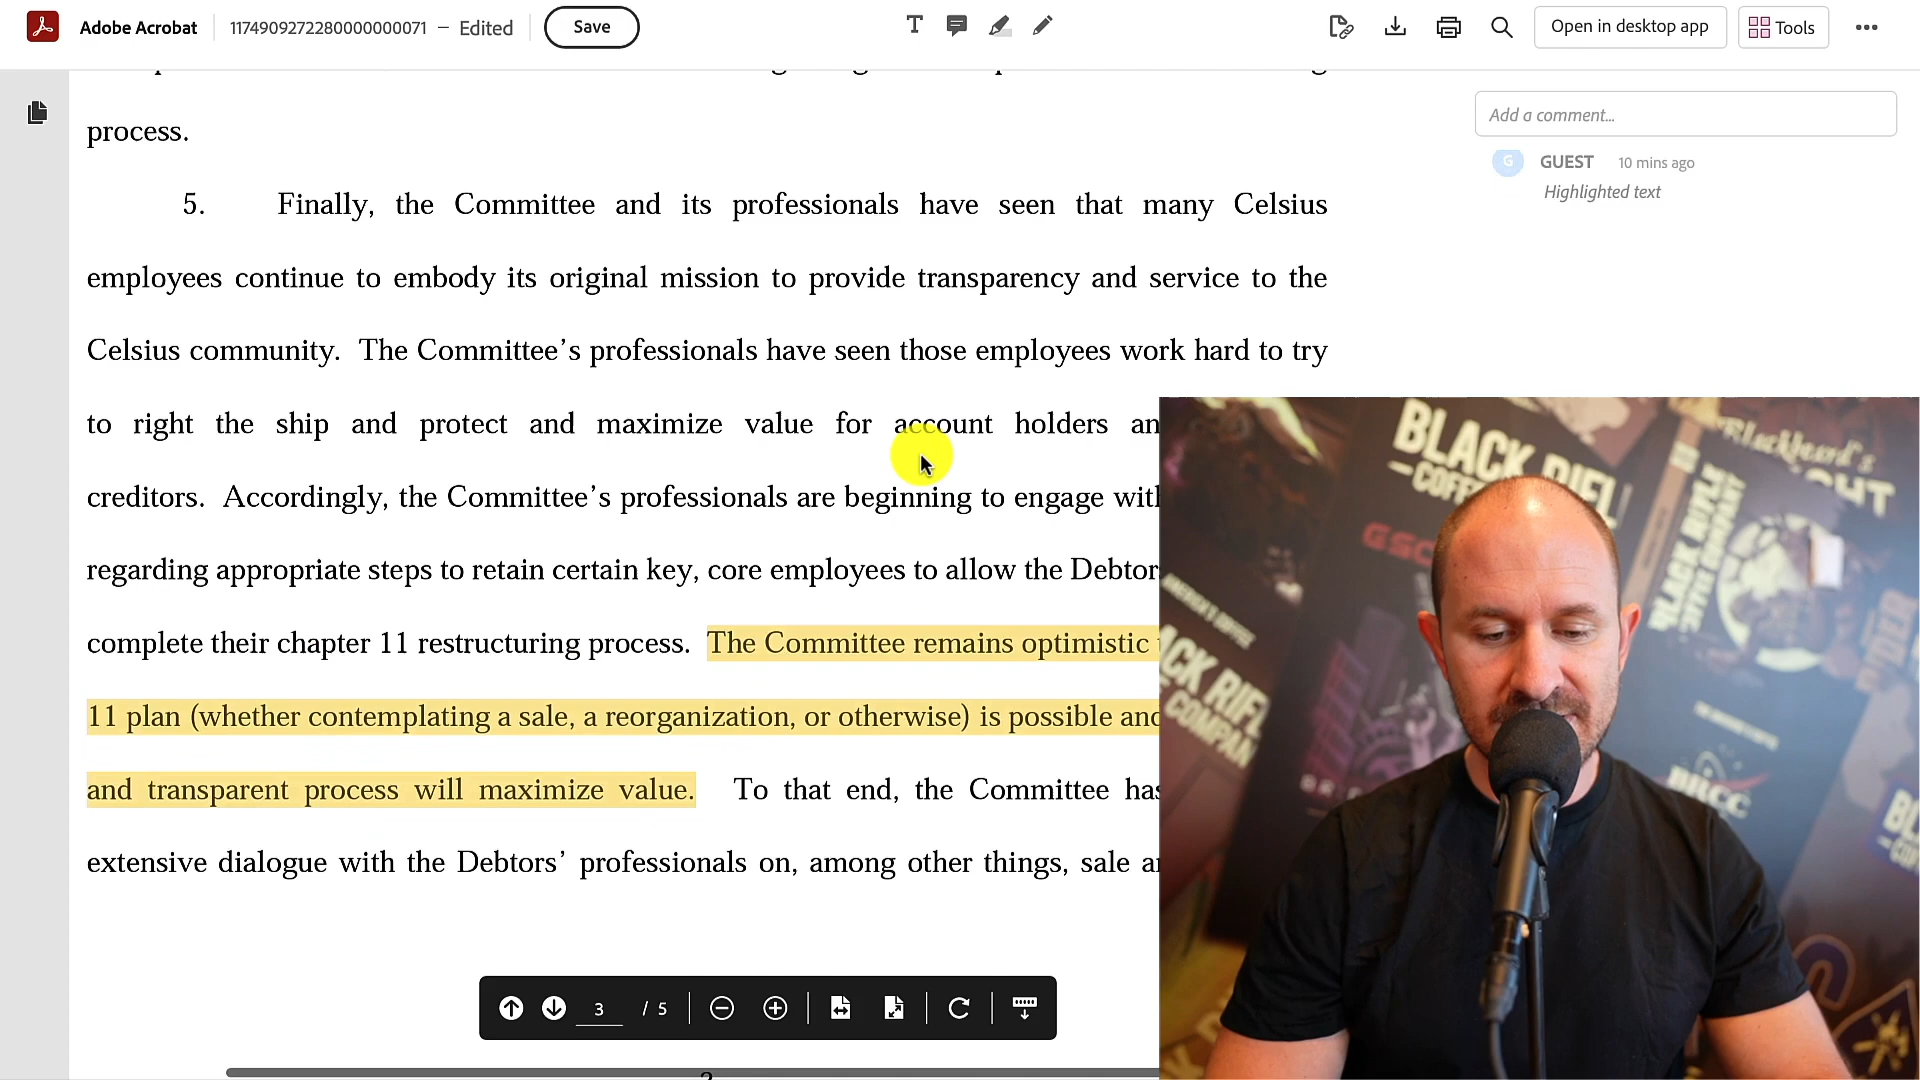 Adobe Acrobat
1174909272280000000071 – Edited
Save
Open in desktop app
Tools
process.
5. Finally, the Committee and its professionals have seen that many Celsius
employees continue to embody its original mission to provide transparency and service to the
Celsius community. The Committee's professionals have seen those employees work hard to try
to right the ship and protect and maximize value for account holders
creditors. Accordingly, the Committee's professionals are beginning to engage
regarding appropriate steps to retain certain key, core employees to allow the
complete their chapter 11 restructuring process. The Committee remains optimistic
11 plan (whether contemplating a sale, a reorganization, or otherwise) is possible
and transparent process will maximize value. To that end, the Committee has
extensive dialogue with the Debtors' professionals on, among other things, sale
Add a comment...
G
GUEST 10 mins ago
Highlighted text
3 / 5
BLACK RIFL
COMPANY
BRCC